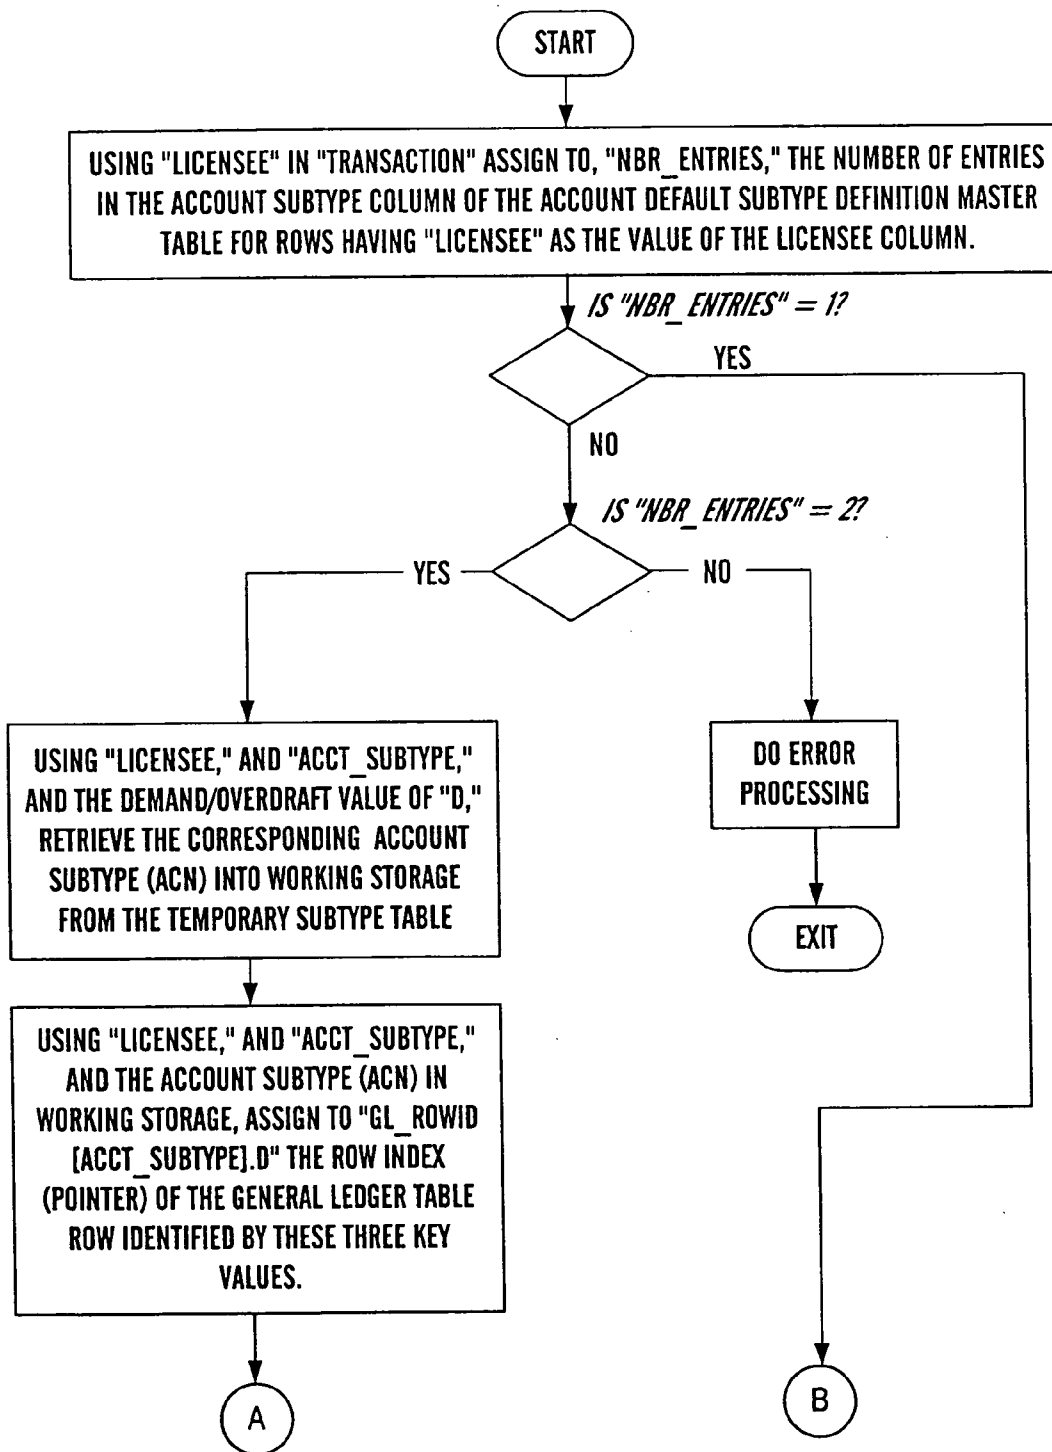 START
USING "LICENSEE" IN "TRANSACTION" ASSIGN TO, "NBR_ENTRIES," THE NUMBER OF ENTRIES
IN THE ACCOUNT SUBTYPE COLUMN OF THE ACCOUNT DEFAULT SUBTYPE DEFINITION MASTER
TABLE FOR ROWS HAVING "LICENSEE" AS THE VALUE OF THE LICENSEE COLUMN.
IS "NBR_ENTRIES" = 1?
YES
NO
IS "NBR_ENTRIES" = 2?
YES
NO
USING "LICENSEE," AND "ACCT_SUBTYPE,"
AND THE DEMAND/OVERDRAFT VALUE OF "D,"
RETRIEVE THE CORRESPONDING ACCOUNT
SUBTYPE (ACN) INTO WORKING STORAGE
FROM THE TEMPORARY SUBTYPE TABLE
DO ERROR
PROCESSING
EXIT
USING "LICENSEE," AND "ACCT_SUBTYPE,"
AND THE ACCOUNT SUBTYPE (ACN) IN
WORKING STORAGE, ASSIGN TO "GL_ROWID
[ACCT_SUBTYPE].D" THE ROW INDEX
(POINTER) OF THE GENERAL LEDGER TABLE
ROW IDENTIFIED BY THESE THREE KEY
VALUES.
A
B